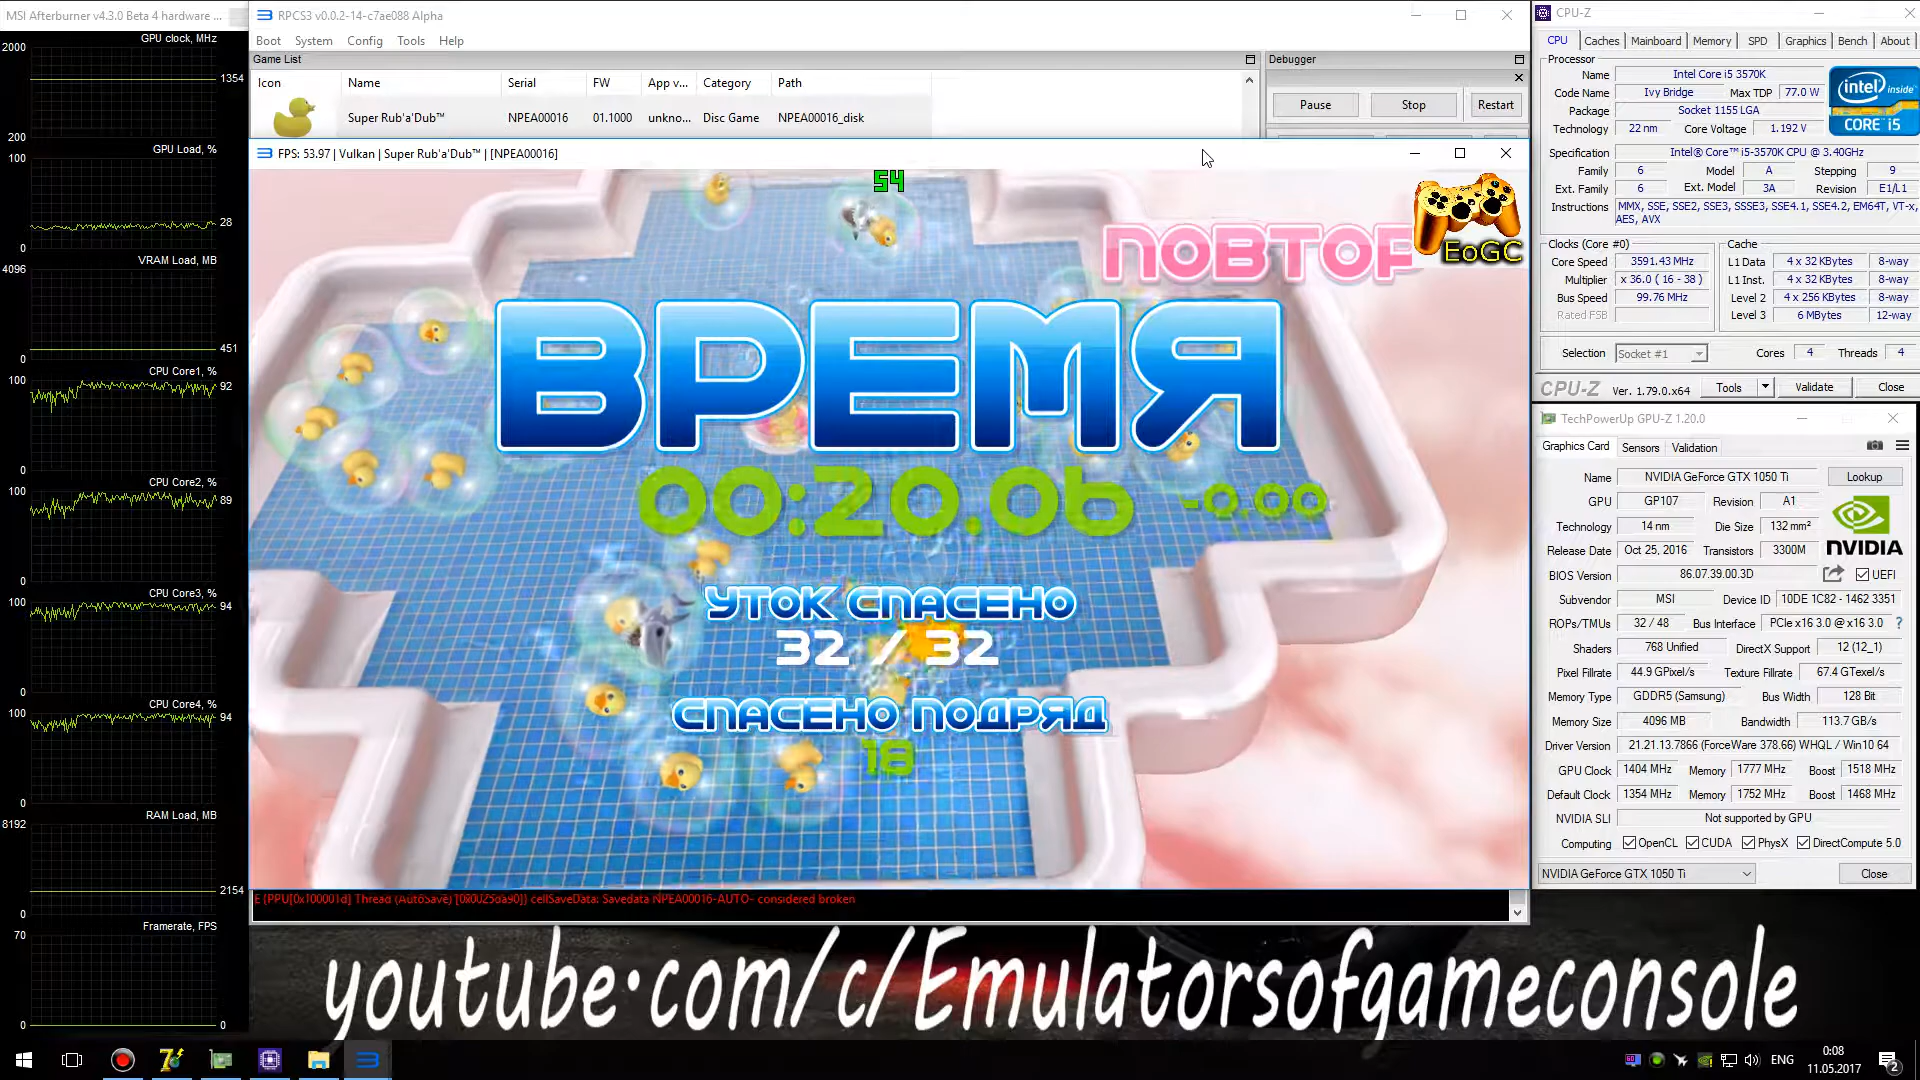 MSI Afterburner v4.3.0 Beta 4 hardware ...
GPU clock, MHz
2000
1354
200
GPU Load, %
100
28
0
VRAM Load, MB
4096
451
0
CPU Core1, %
100
92
0
CPU Core2, %
100
89
0
CPU Core3, %
100
94
0
CPU Core4, %
100
94
0
RAM Load, MB
8192
2154
0
Framerate, FPS
70
0
0
RPCS3 v0.0.2-14-c7ae088 Alpha
Boot System Config Tools Help
Game List
Icon Name Serial FW App v... Category Path
Super Rub'a'Dub™ NPEA00016 01.1000 unkno... Disc Game NPEA00016_disk
Debugger
Pause Stop Restart
FPS: 53.97 | Vulkan | Super Rub'a'Dub™ | [NPEA00016]
54
ПОВТОР
EoGC
ВРЕМЯ
00:20.06 -0.00
УТОК СПАСЕНО
32 / 32
СПАСЕНО ПОДРЯД
18
E {PPU[0x100001d] Thread (AutoSave) [0x0025da90]} cellSaveData: Savedata NPEA00016-AUTO- considered broken
youtube.com/c/Emulatorsofgameconsole
CPU-Z
CPU Caches Mainboard Memory SPD Graphics Bench About
Processor
Name Intel Core i5 3570K
Code Name Ivy Bridge Max TDP 77.0 W
Package Socket 1155 LGA
Technology 22 nm Core Voltage 1.192 V
intel inside
CORE i5
Specification Intel® Core™ i5-3570K CPU @ 3.40GHz
Family 6 Model A Stepping 9
Ext. Family 6 Ext. Model 3A Revision E1/L1
Instructions MMX, SSE, SSE2, SSE3, SSSE3, SSE4.1, SSE4.2, EM64T, VT-x,
AES, AVX
Clocks (Core #0) Cache
Core Speed 3591.43 MHz L1 Data 4 x 32 KBytes 8-way
Multiplier x 36.0 ( 16 - 38 ) L1 Inst. 4 x 32 KBytes 8-way
Bus Speed 99.76 MHz Level 2 4 x 256 KBytes 8-way
Rated FSB Level 3 6 MBytes 12-way
Selection Socket #1 Cores 4 Threads 4
CPU-Z Ver. 1.79.0.x64 Tools Validate Close
TechPowerUp GPU-Z 1.20.0
Graphics Card Sensors Validation
Name NVIDIA GeForce GTX 1050 Ti Lookup
GPU GP107 Revision A1
Technology 14 nm Die Size 132 mm²
Release Date Oct 25, 2016 Transistors 3300M
NVIDIA
BIOS Version 86.07.39.00.3D UEFI
Subvendor MSI Device ID 10DE 1C82 - 1462 3351
ROPs/TMUs 32 / 48 Bus Interface PCIe x16 3.0 @ x16 3.0 ?
Shaders 768 Unified DirectX Support 12 (12_1)
Pixel Fillrate 44.9 GPixel/s Texture Fillrate 67.4 GTexel/s
Memory Type GDDR5 (Samsung) Bus Width 128 Bit
Memory Size 4096 MB Bandwidth 113.7 GB/s
Driver Version 21.21.13.7866 (ForceWare 378.66) WHQL / Win10 64
GPU Clock 1404 MHz Memory 1777 MHz Boost 1518 MHz
Default Clock 1354 MHz Memory 1752 MHz Boost 1468 MHz
NVIDIA SLI Not supported by GPU
Computing OpenCL CUDA PhysX DirectCompute 5.0
NVIDIA GeForce GTX 1050 Ti Close
ENG
0:08
11.05.2017
2